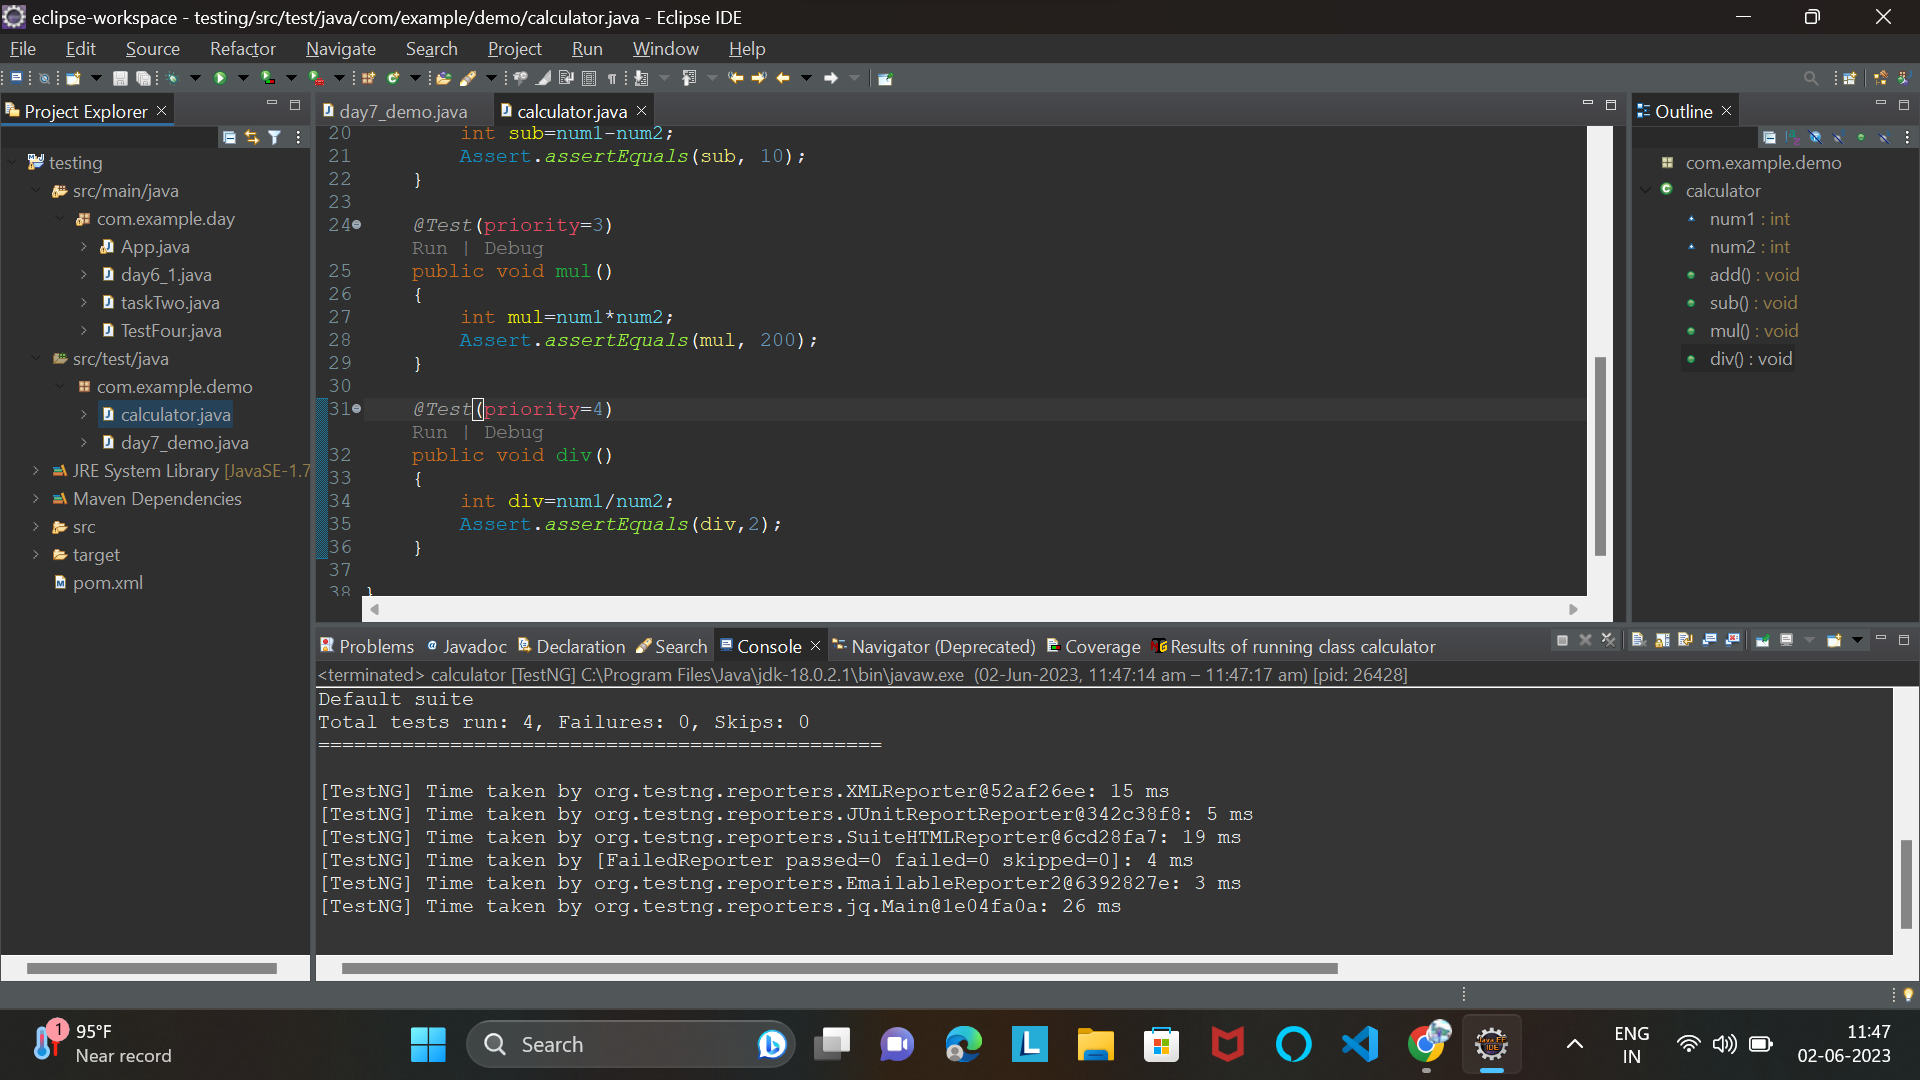 eclipse-workspace - testing/src/test/java/com/example/demo/calculator.java - Eclipse IDE
File Edit Source Refactor Navigate Search Project Run Window Help
Project Explorer
testing
src/main/java
com.example.day
App.java
day6_1.java
taskTwo.java
TestFour.java
src/test/java
com.example.demo
calculator.java
day7_demo.java
JRE System Library [JavaSE-1.7
Maven Dependencies
src
target
pom.xml
day7_demo.java calculator.java
20 int sub=num1-num2;
21 Assert.assertEquals(sub, 10);
22 }
23
24 @Test(priority=3)
Run | Debug
25 public void mul()
26 {
27 int mul=num1*num2;
28 Assert.assertEquals(mul, 200);
29 }
30
31 @Test(priority=4)
Run | Debug
32 public void div()
33 {
34 int div=num1/num2;
35 Assert.assertEquals(div,2);
36 }
37
38 }
Outline
com.example.demo
calculator
num1 : int
num2 : int
add() : void
sub() : void
mul() : void
div() : void
Problems Javadoc Declaration Search Console Navigator (Deprecated) Coverage Results of running class calculator
<terminated> calculator [TestNG] C:\Program Files\Java\jdk-18.0.2.1\bin\javaw.exe (02-Jun-2023, 11:47:14 am – 11:47:17 am) [pid: 26428]
Default suite
Total tests run: 4, Failures: 0, Skips: 0
===============================================
[TestNG] Time taken by org.testng.reporters.XMLReporter@52af26ee: 15 ms
[TestNG] Time taken by org.testng.reporters.JUnitReportReporter@342c38f8: 5 ms
[TestNG] Time taken by org.testng.reporters.SuiteHTMLReporter@6cd28fa7: 19 ms
[TestNG] Time taken by [FailedReporter passed=0 failed=0 skipped=0]: 4 ms
[TestNG] Time taken by org.testng.reporters.EmailableReporter2@6392827e: 3 ms
[TestNG] Time taken by org.testng.reporters.jq.Main@1e04fa0a: 26 ms
1
95°F
Near record
Search
L
ENG
IN
11:47
02-06-2023